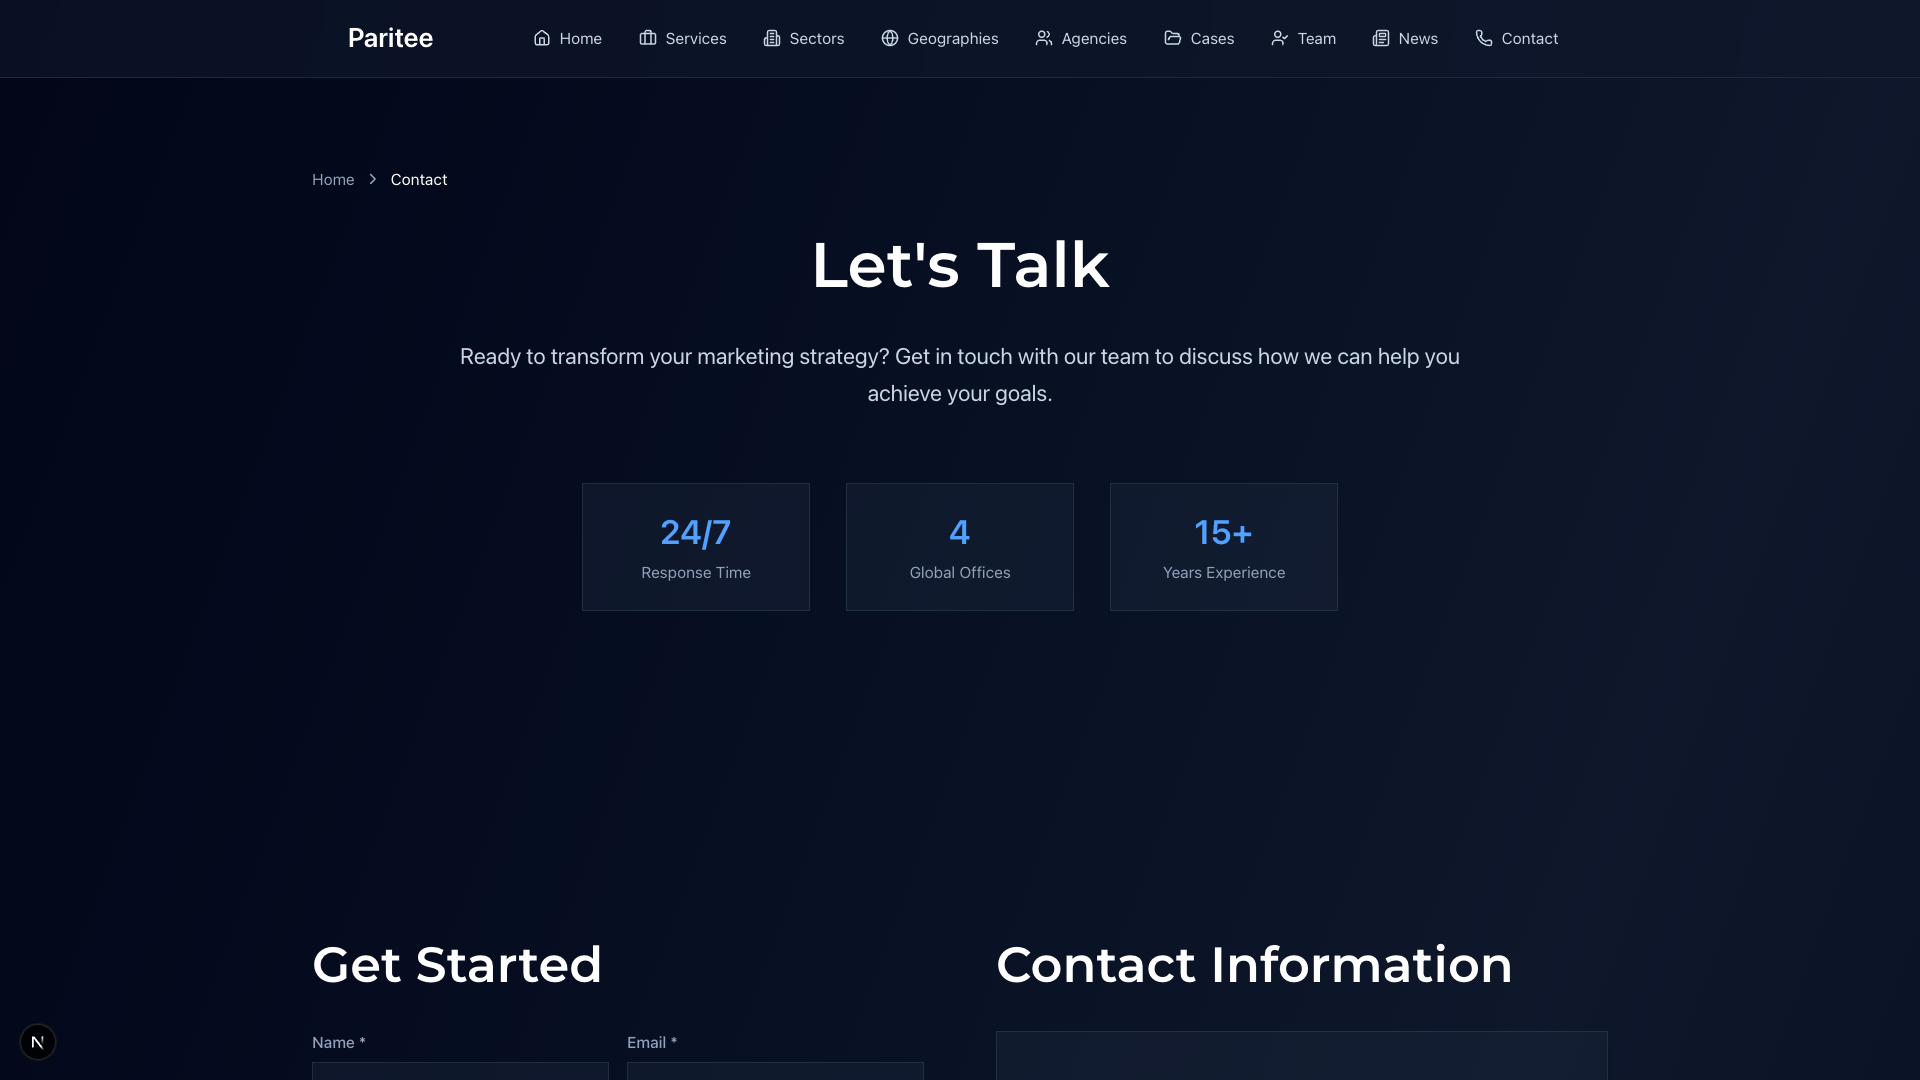 Paritee
Home
Services
Sectors
Geographies
Agencies
Cases
Team
News
Contact
Home
Contact
Let's Talk
Ready to transform your marketing strategy? Get in touch with our team to discuss how we can help you
achieve your goals.
24/7
Response Time
4
Global Offices
15+
Years Experience
Get Started
Name *
Email *
Contact Information
N